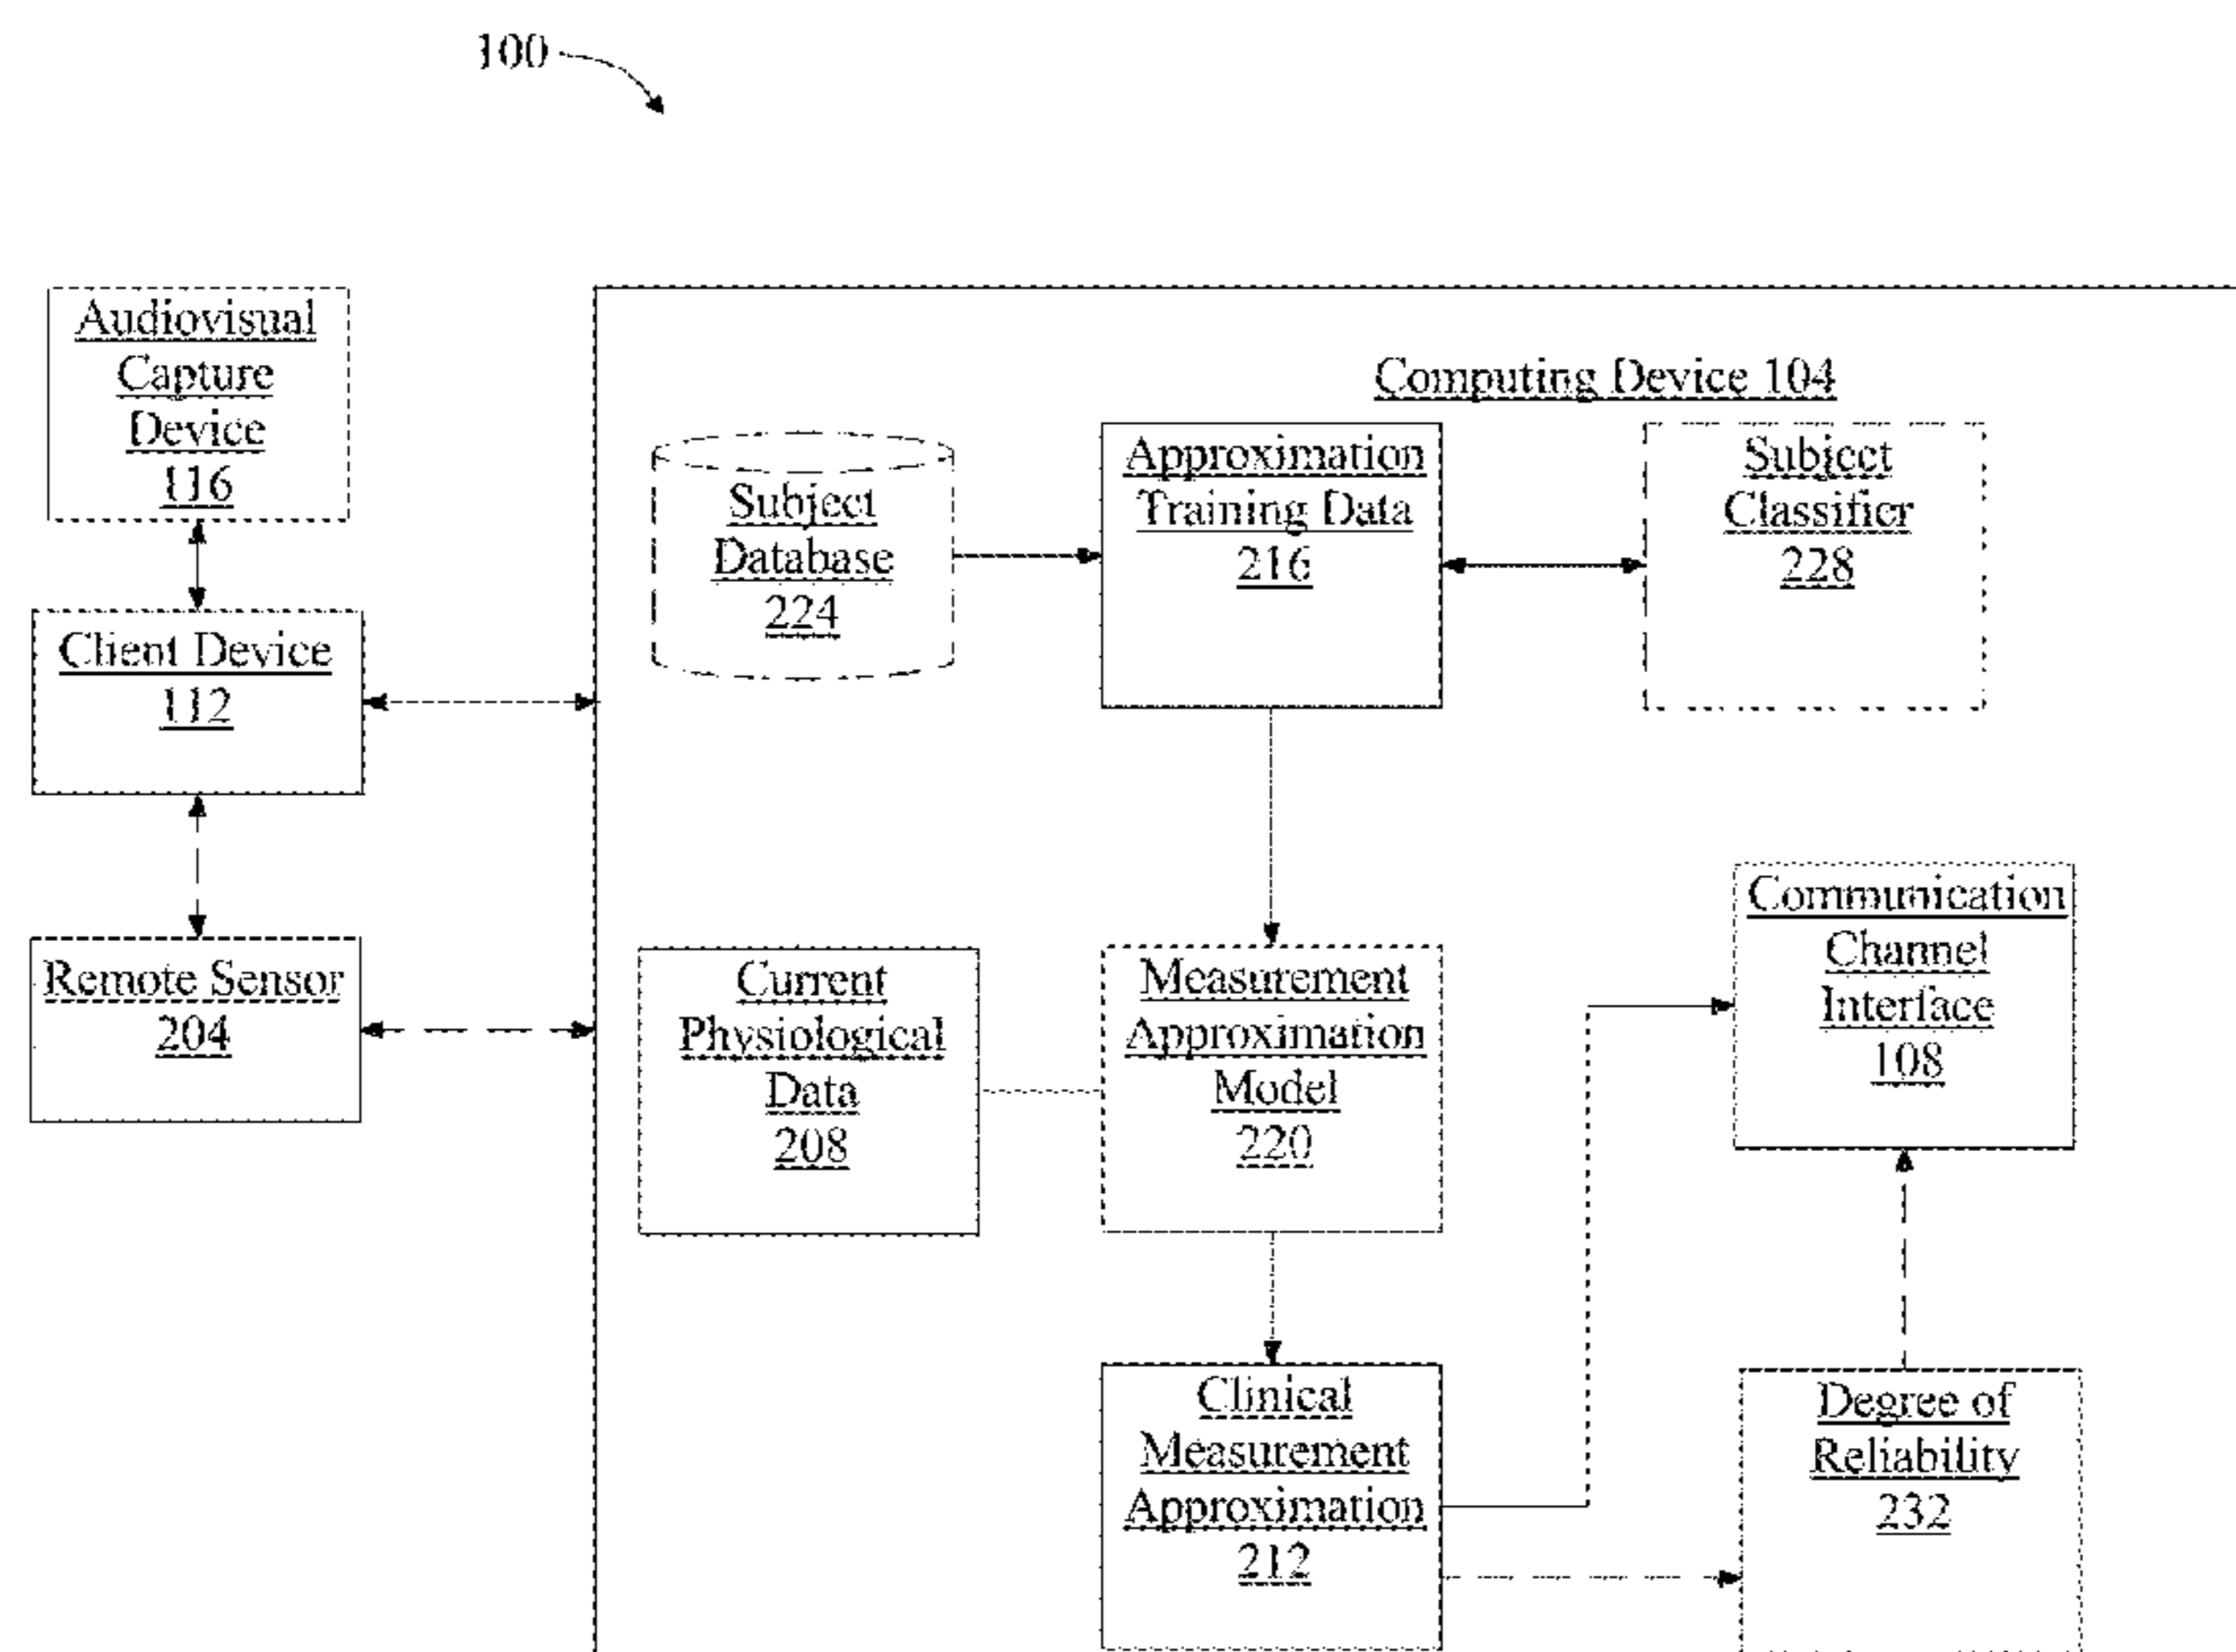 100
Audiovisual
Capture
Device
116
Client Device
112
Remote Sensor
204
Computing Device 104
Subject
Database
224
Approximation
Training Data
216
Subject
Classifier
228
Current
Physiological
Data
208
Measurement
Approximation
Model
220
Communication
Channel
Interface
108
Clinical
Measurement
Approximation
212
Degree of
Reliability
232